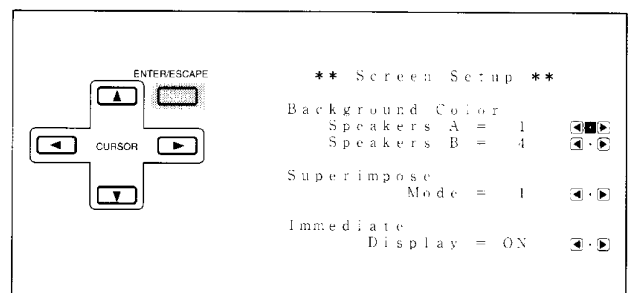 ENTER/ESCAPE
CURSOR
** Screen Setup **
Background Color
Speakers A = 1
Speakers B = 4
Superimpose
Mode = 1
Immediate
Display = ON